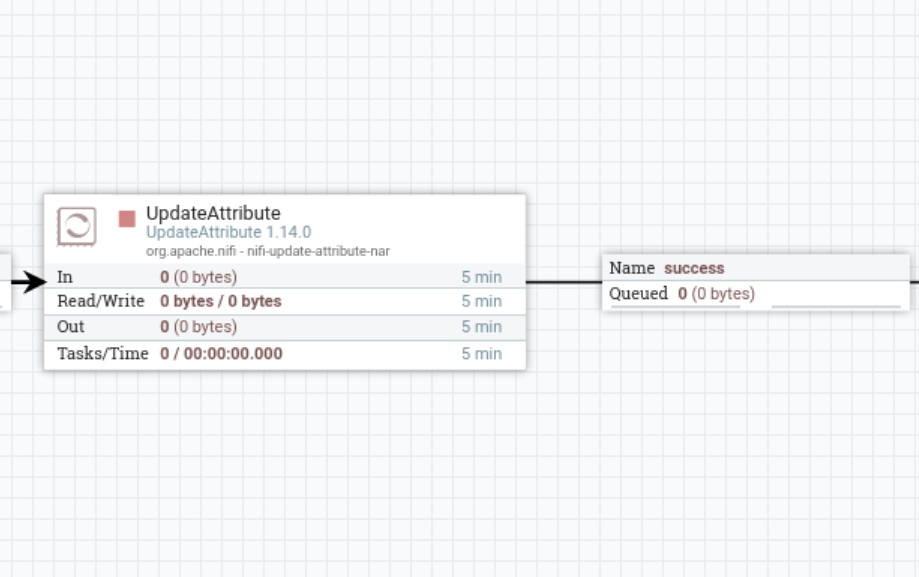 UpdateAttribute
UpdateAttribute 1.14.0
org.apache.nifi - nifi-update-attribute-nar
In 0 (0 bytes) 5 min
Read/Write 0 bytes / 0 bytes 5 min
Out 0 (0 bytes) 5 min
Tasks/Time 0 / 00:00:00.000 5 min
Name success
Queued 0 (0 bytes)